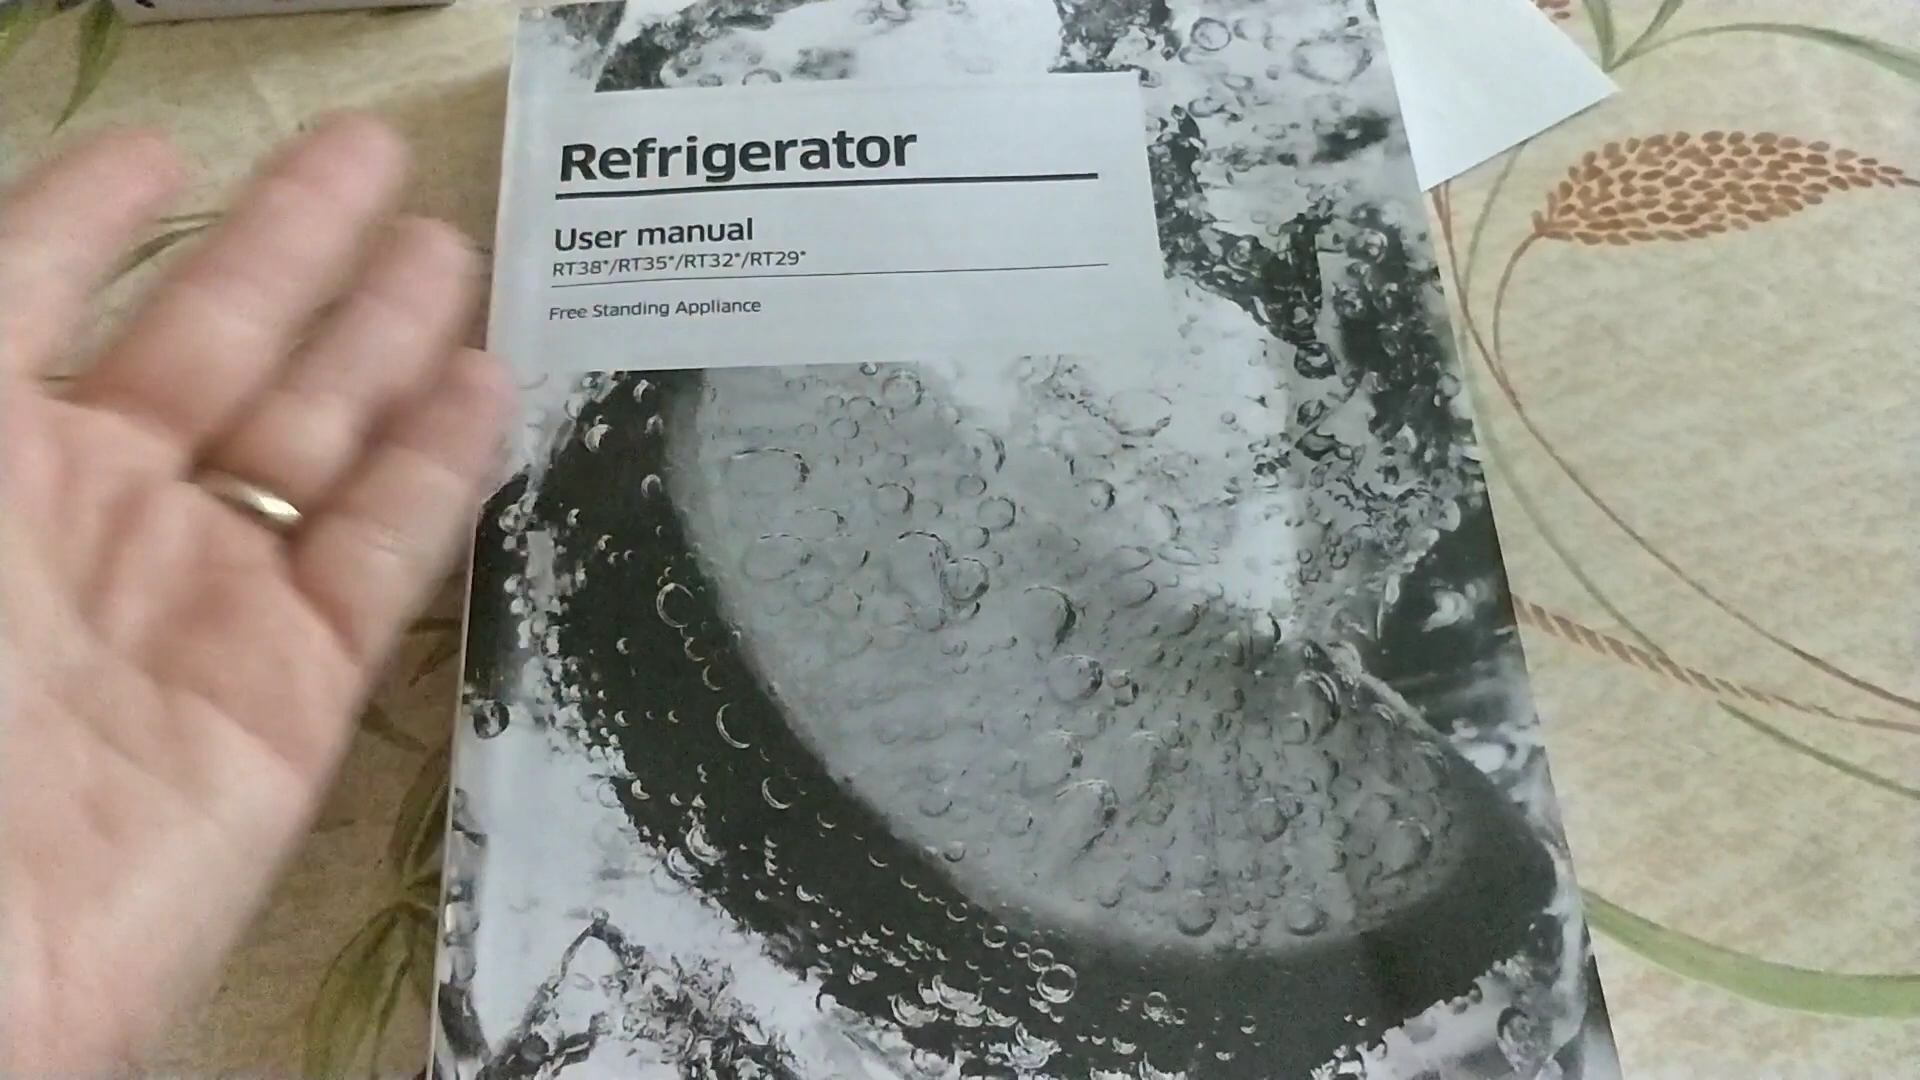 Refrigerator
User manual
RT38*/RT35*/RT32*/RT29*
Free Standing Appliance